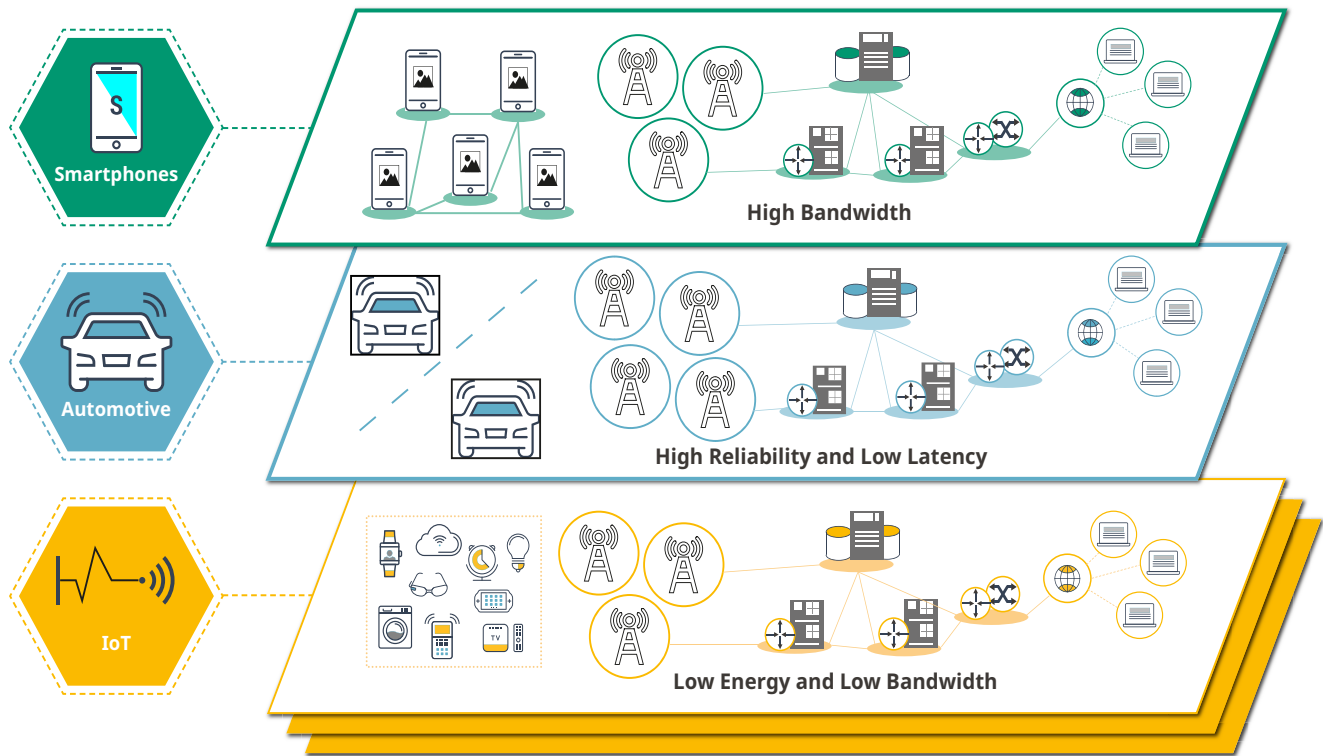 S
Smartphones
High Bandwidth
Automotive
High Reliability and Low Latency
IoT
TV
Low Energy and Low Bandwidth